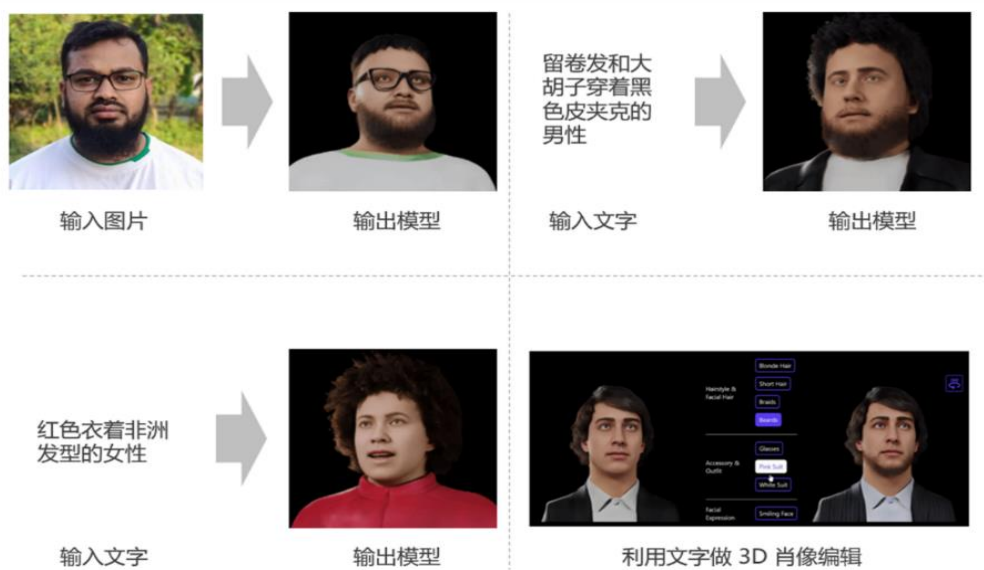 留卷发和大
胡子穿着黑
色皮夹克的
男性
输入图片
输出模型
输入文字
输出模型
红色衣着非洲
发型的女性
Blonde Hair
Hairstyle &
Facial Hair
Short Hair
Braids
Beards
Glasses
Accessory &
Outfit
Pink Suit
White Suit
Facial
Expression
Smiling Face
输入文字
输出模型
利用文字做 3D 肖像编辑